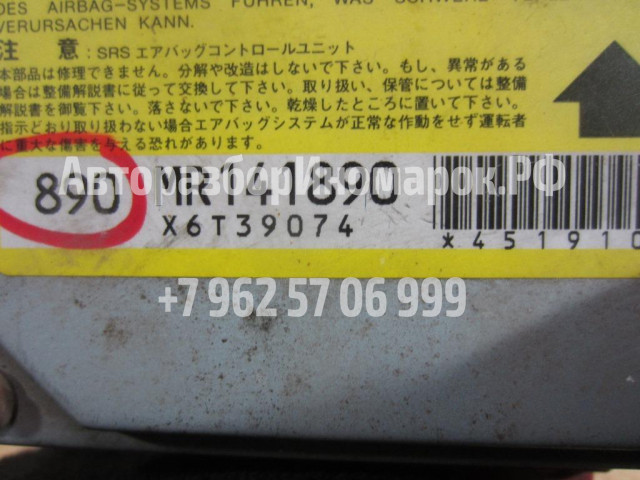 DES AIRBAG-SYSTEMS FÜHREN, WAS SCHWERE
VERURSACHEN KANN.
注 意 : SRS エアバッグコントロールユニット
本部品は修理できません。分解や改造はしないで下さい。もし、異常がある
場合は整備解説書に従って交換して下さい。取り扱い、保管については整備
解説書を御覧下さい。落さないで下さい。乾燥したところに置いて下さい。
指示どおり取り扱わない場合エアバッグシステムが正常な作動をせず運転者
に重大な傷害を与える恐れがあります。
890 MR141890
АвторазборИномарок.РФ
X6T39074
*451910
+7 962 57 06 999